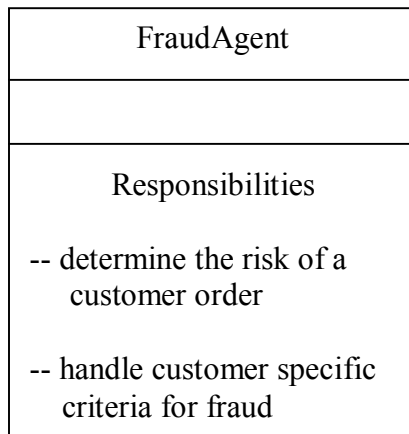 FraudAgent
Responsibilities
-- determine the risk of a
customer order
-- handle customer specific
criteria for fraud